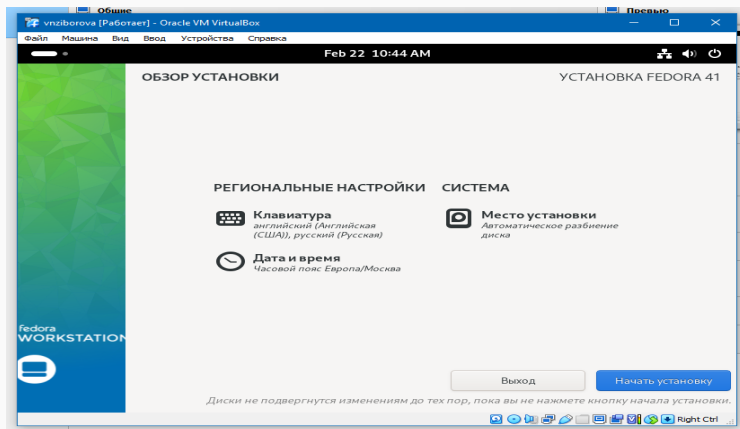 Общие
Превью
vnziborova [Работает] - Oracle VM VirtualBox
Файл Машина Вид Ввод Устройства Справка
Feb 22 10:44 AM
ОБЗОР УСТАНОВКИ
УСТАНОВКА FEDORA 41
РЕГИОНАЛЬНЫЕ НАСТРОЙКИ
СИСТЕМА
Клавиатура
английский (Английская
(США)), русский (Русская)
Место установки
Автоматическое разбиение
диска
Дата и время
Часовой пояс Европа/Москва
fedora
WORKSTATION
Выход
Начать установку
Диски не подвергнутся изменениям до тех пор, пока вы не нажмете кнопку начала установки.
Right Ctrl